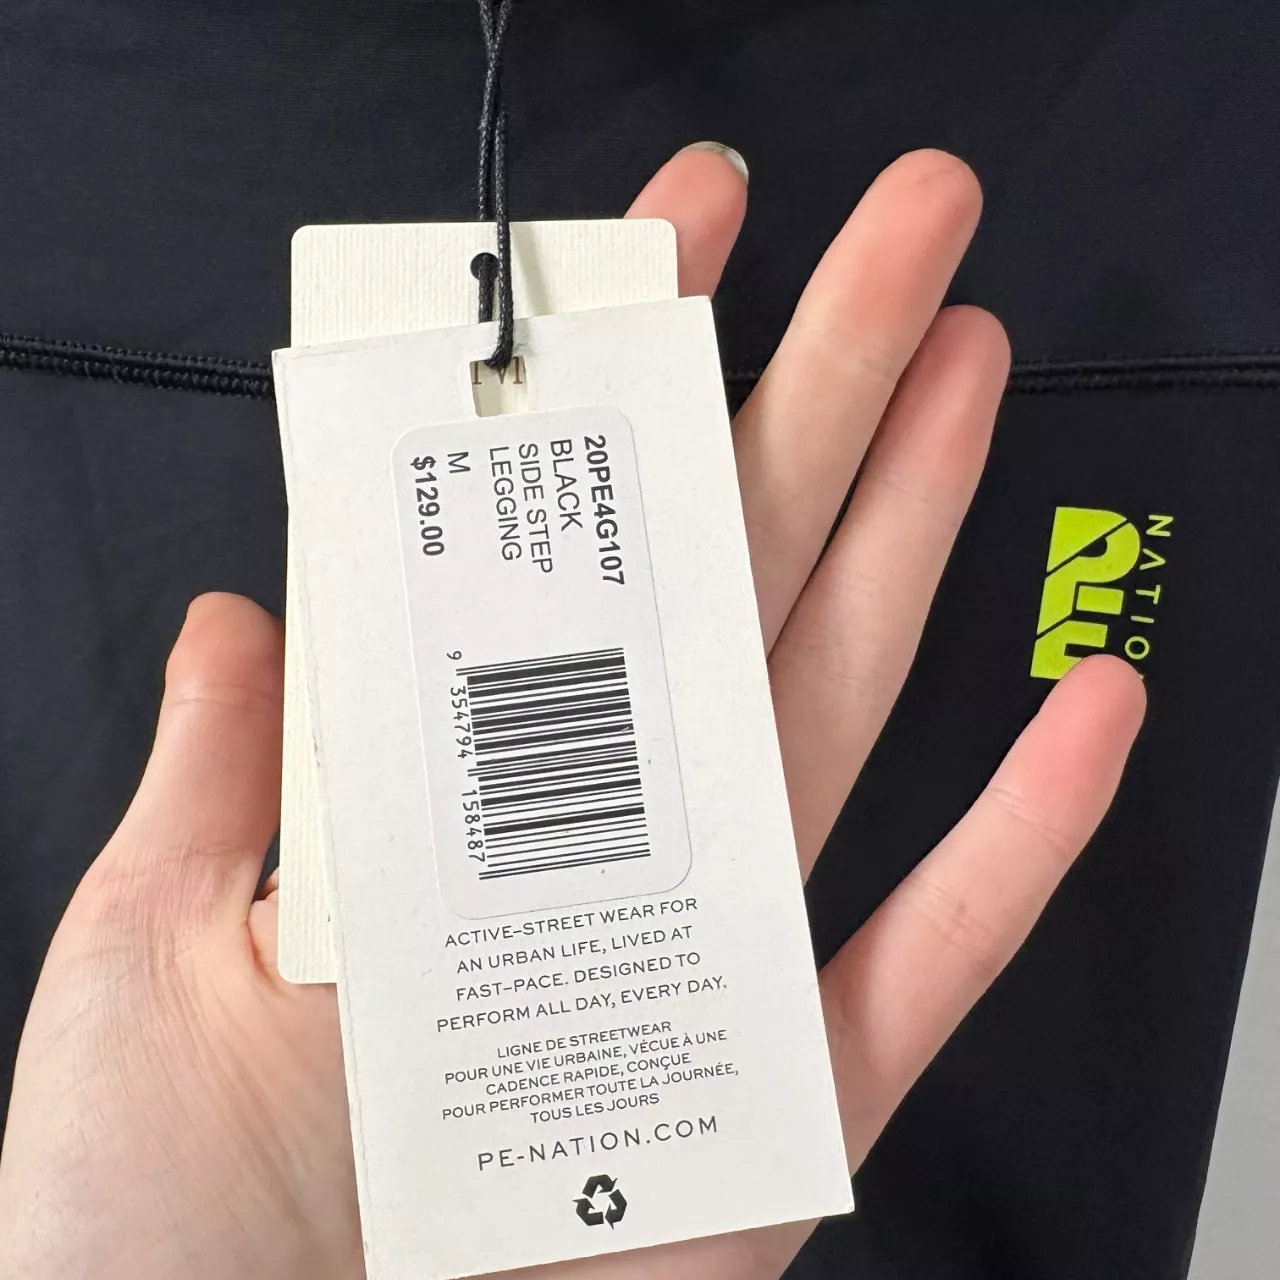 20PE4G107
BLACK
SIDE STEP
LEGGING
M
$129.00
9 354794 158487
ACTIVE–STREET WEAR FOR
AN URBAN LIFE, LIVED AT
FAST–PACE. DESIGNED TO
PERFORM ALL DAY, EVERY DAY.
LIGNE DE STREETWEAR
POUR UNE VIE URBAINE, VÉCUE À UNE
CADENCE RAPIDE, CONÇUE
POUR PERFORMER TOUTE LA JOURNÉE,
TOUS LES JOURS
PE-NATION.COM